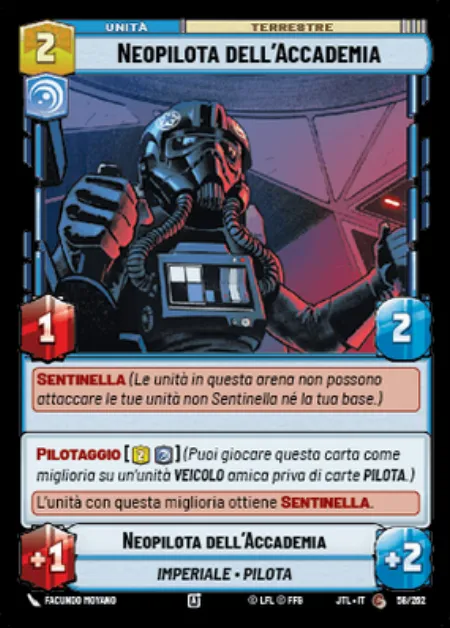 UNITÀ
TERRESTRE
2
NEOPILOTA DELL'ACCADEMIA
1
2
SENTINELLA (Le unità in questa arena non possono
attaccare le tue unità non Sentinella né la tua base.)
PILOTAGGIO [2] (Puoi giocare questa carta come
miglioria su un'unità VEICOLO amica priva di carte PILOTA.)
L'unità con questa miglioria ottiene SENTINELLA.
+1
NEOPILOTA DELL'ACCADEMIA
+2
IMPERIALE • PILOTA
FACUNDO MOYANO
© LFL © FFG
JTL • IT
C
56/262